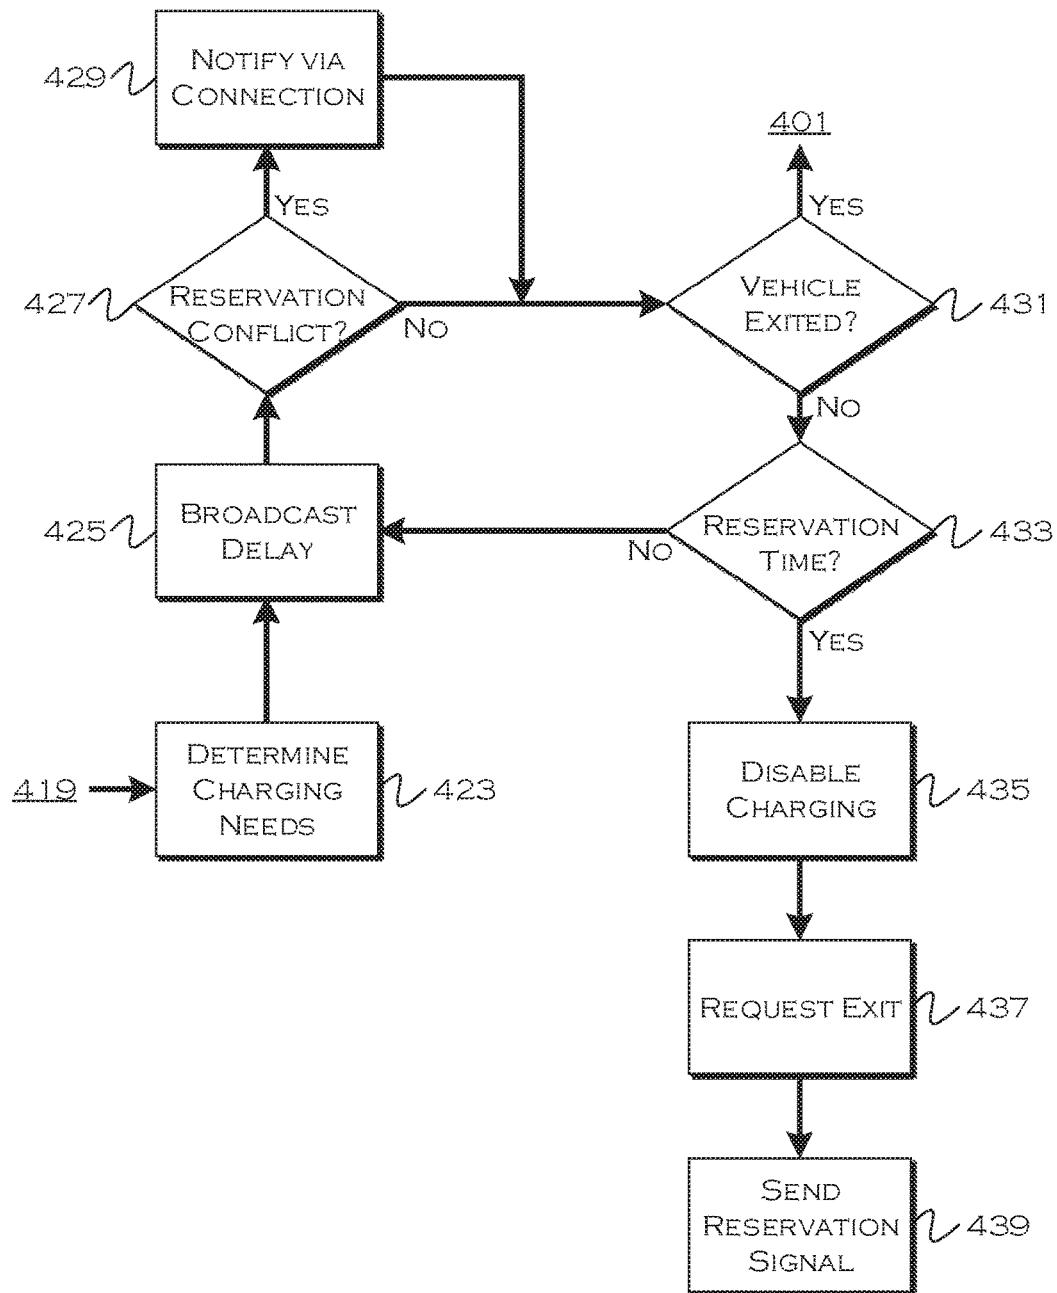 429
NOTIFY VIA
CONNECTION
401
YES
YES
427
RESERVATION
CONFLICT?
NO
VEHICLE
EXITED?
431
NO
425
BROADCAST
DELAY
NO
RESERVATION
TIME?
433
YES
419
DETERMINE
CHARGING
NEEDS
423
DISABLE
CHARGING
435
REQUEST EXIT
437
SEND
RESERVATION
SIGNAL
439